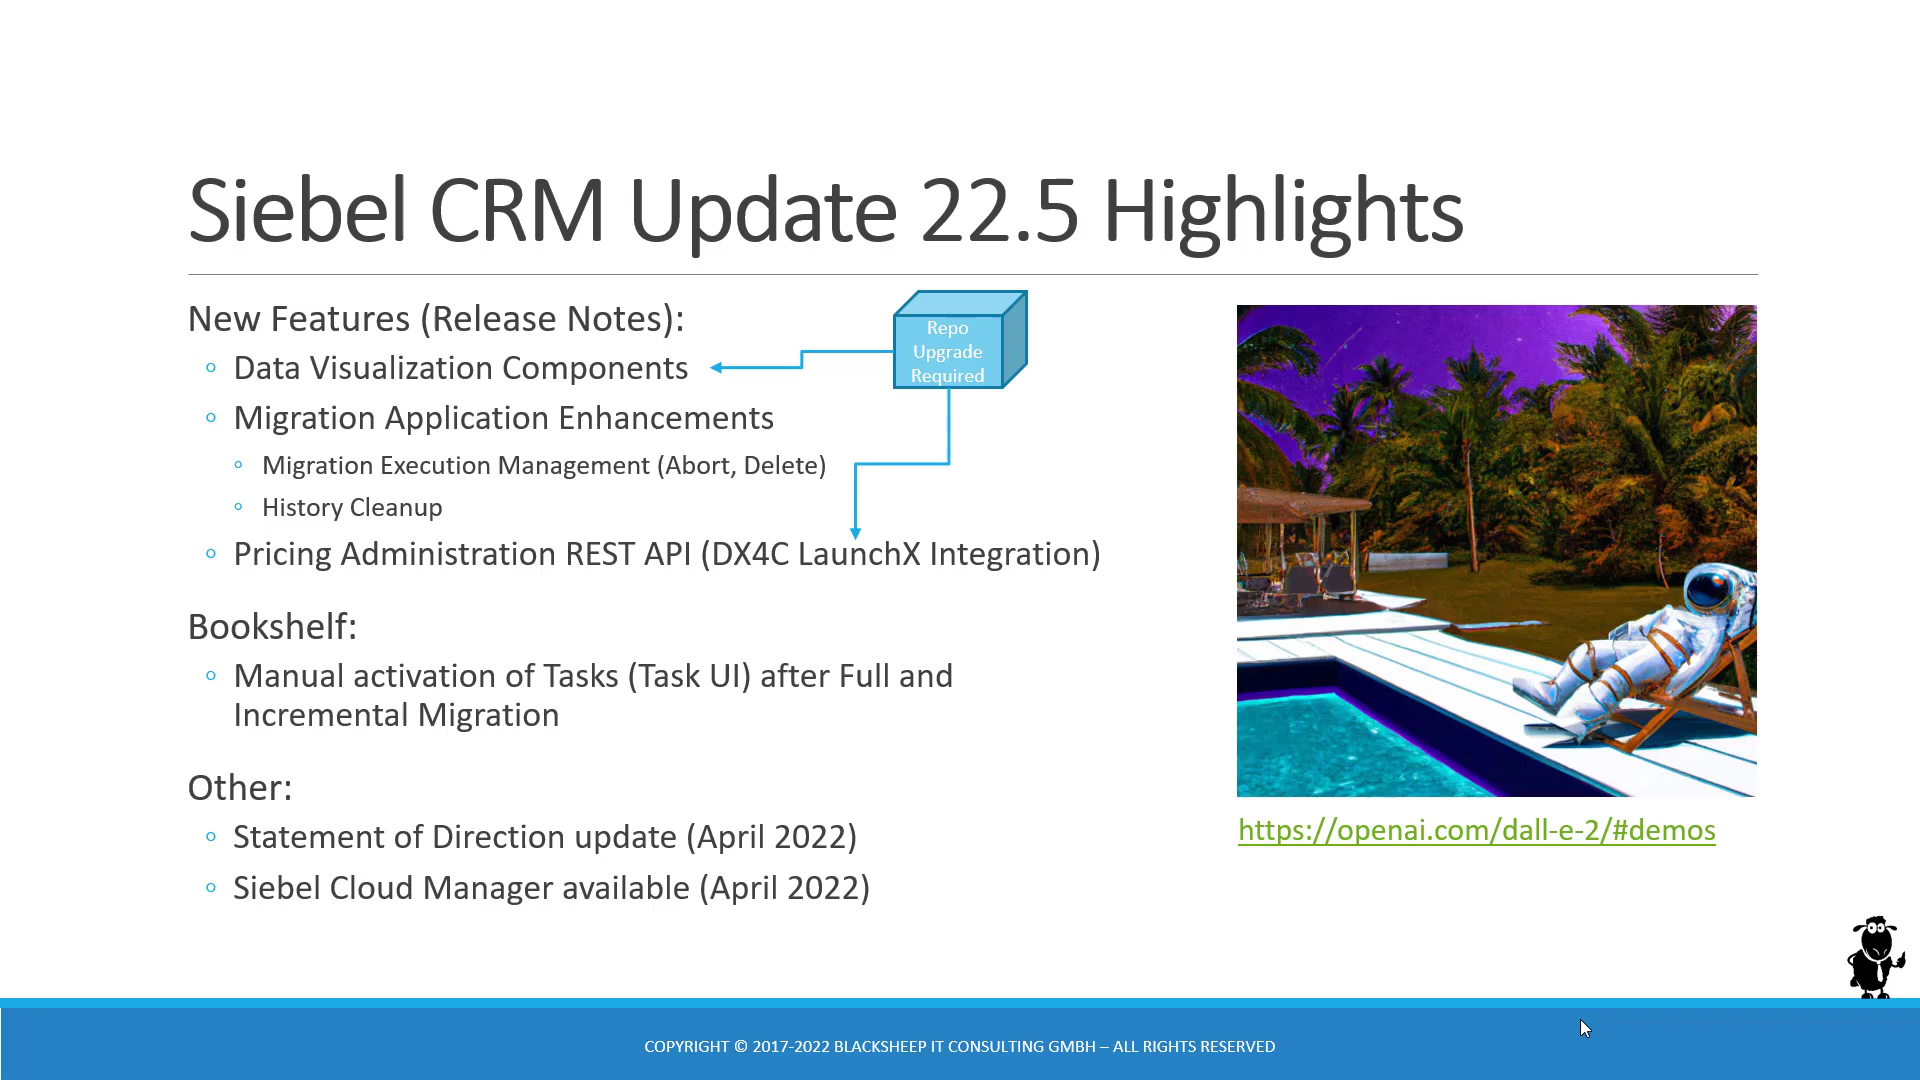 Siebel CRM Update 22.5 Highlights
New Features (Release Notes):
Data Visualization Components
Repo
Upgrade
Required
Migration Application Enhancements
Migration Execution Management (Abort, Delete)
History Cleanup
Pricing Administration REST API (DX4C LaunchX Integration)
Bookshelf:
Manual activation of Tasks (Task UI) after Full and
Incremental Migration
Other:
Statement of Direction update (April 2022)
Siebel Cloud Manager available (April 2022)
https://openai.com/dall-e-2/#demos
COPYRIGHT © 2017-2022 BLACKSHEEP IT CONSULTING GMBH – ALL RIGHTS RESERVED